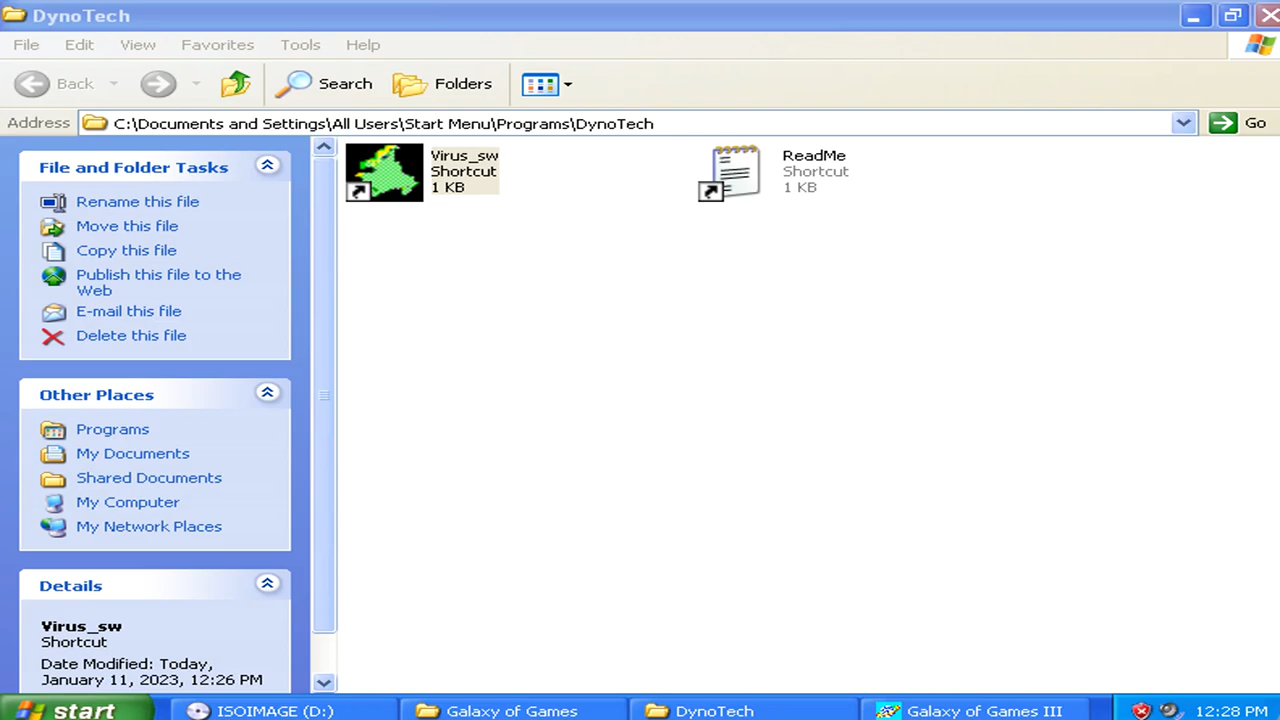 DynoTech
File Edit View Favorites Tools Help
Back Search Folders
Address C:\Documents and Settings\All Users\Start Menu\Programs\DynoTech Go
File and Folder Tasks
Rename this file
Move this file
Copy this file
Publish this file to the
Web
E-mail this file
Delete this file
Other Places
Programs
My Documents
Shared Documents
My Computer
My Network Places
Details
Virus_sw
Shortcut
Date Modified: Today,
January 11, 2023, 12:26 PM
Virus_sw
Shortcut
1 KB
ReadMe
Shortcut
1 KB
start ISOIMAGE (D:) Galaxy of Games DynoTech Galaxy of Games III 12:28 PM